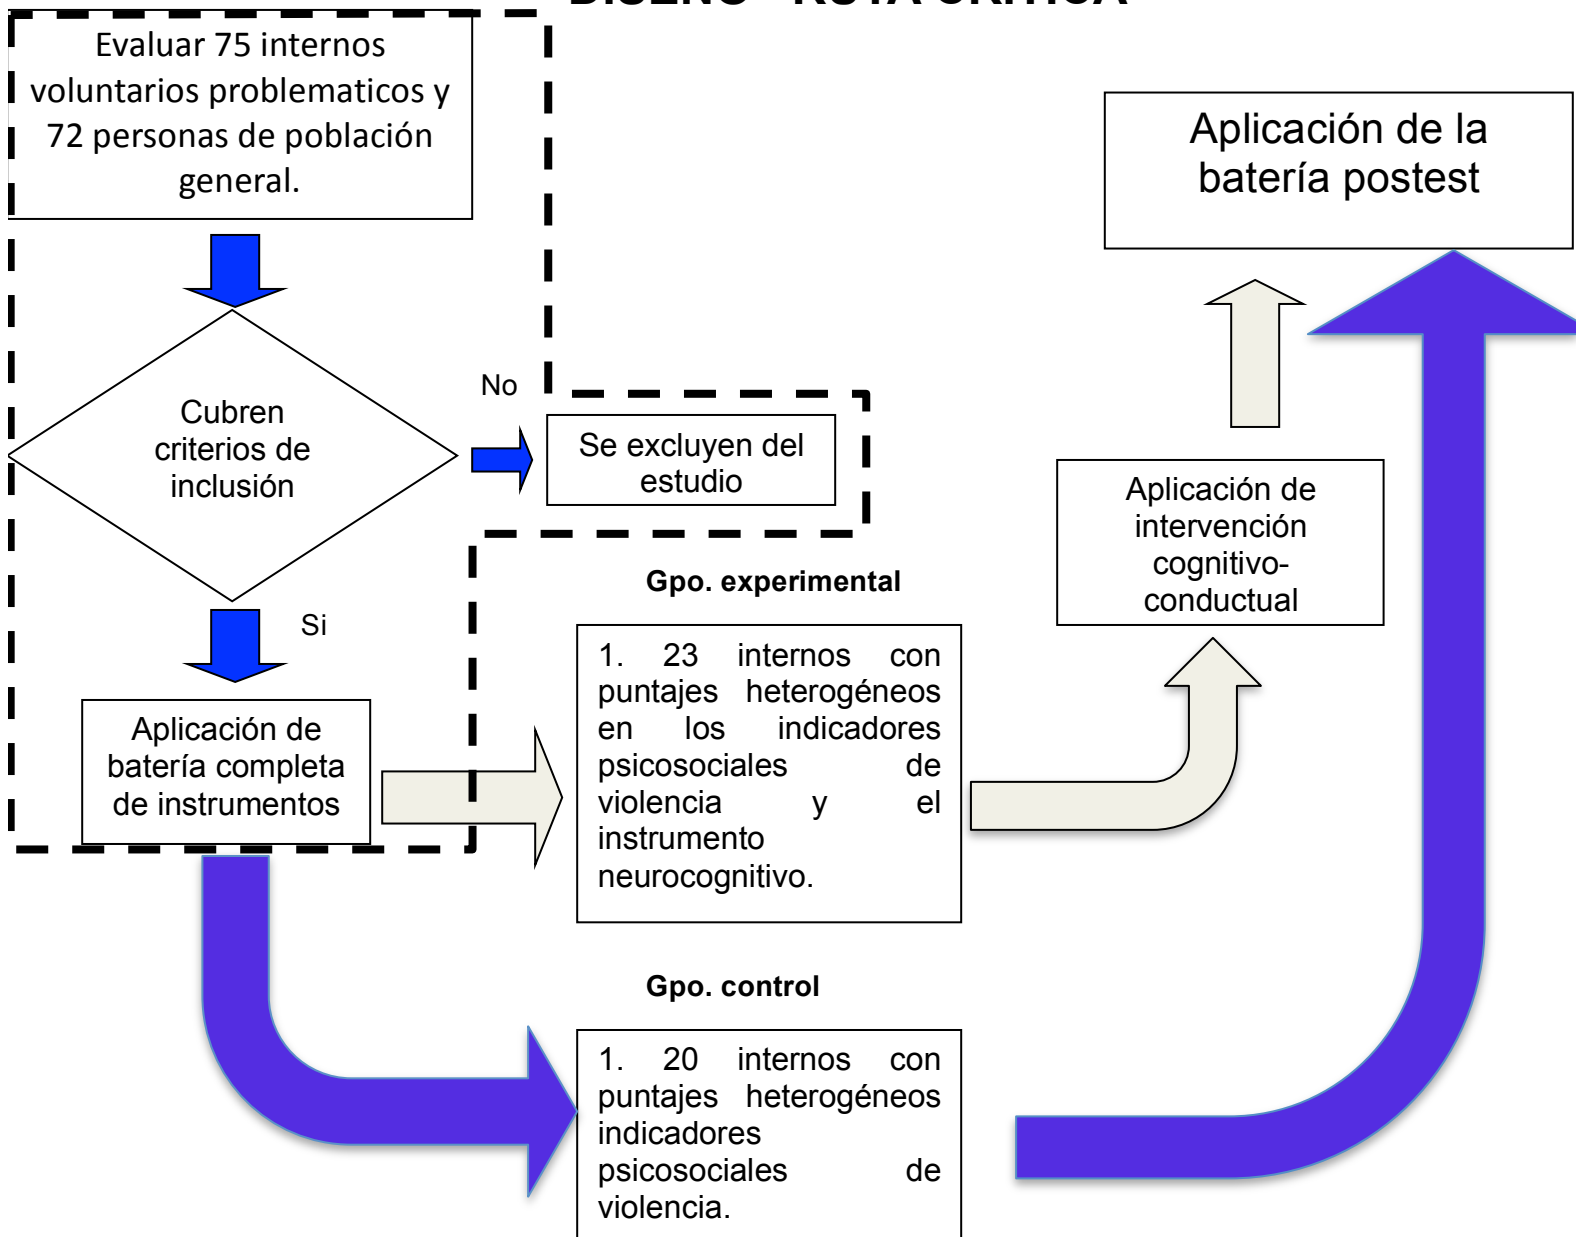 DISEÑO - RUTA CRÍTICA
Evaluar 75 internos
voluntarios problematicos y
72 personas de población
general.
Cubren
criterios de
inclusión
No
Se excluyen del
estudio
Si
Aplicación de
batería completa
de instrumentos
Gpo. experimental
1. 23 internos con
puntajes heterogéneos
en los indicadores
psicosociales de
violencia y el
instrumento
neurocognitivo.
Gpo. control
1. 20 internos con
puntajes heterogéneos
indicadores
psicosociales de
violencia.
Aplicación de
intervención
cognitivo-
conductual
Aplicación de la
batería postest